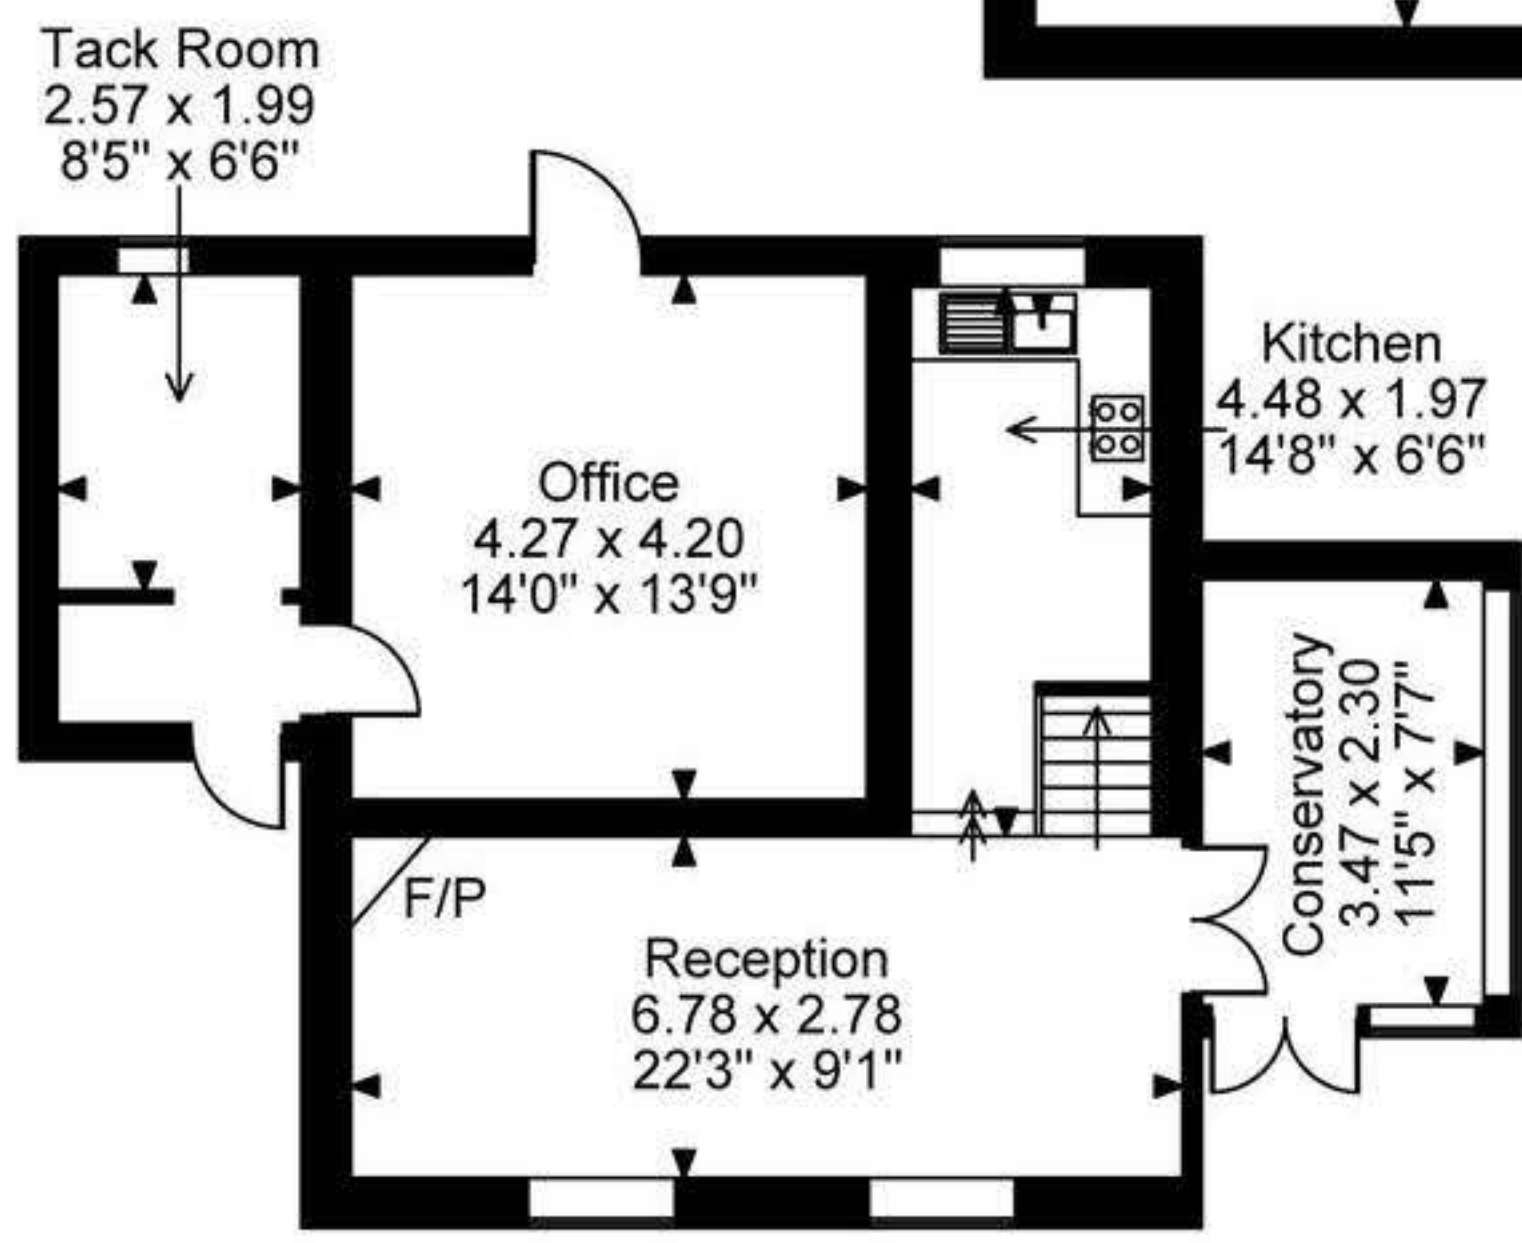 Tack Room
2.57 x 1.99
8'5" x 6'6"
Kitchen
4.48 x 1.97
14'8" x 6'6"
Office
4.27 x 4.20
14'0" x 13'9"
Conservatory
3.47 x 2.30
11'5" x 7'7"
F/P
Reception
6.78 x 2.78
22'3" x 9'1"